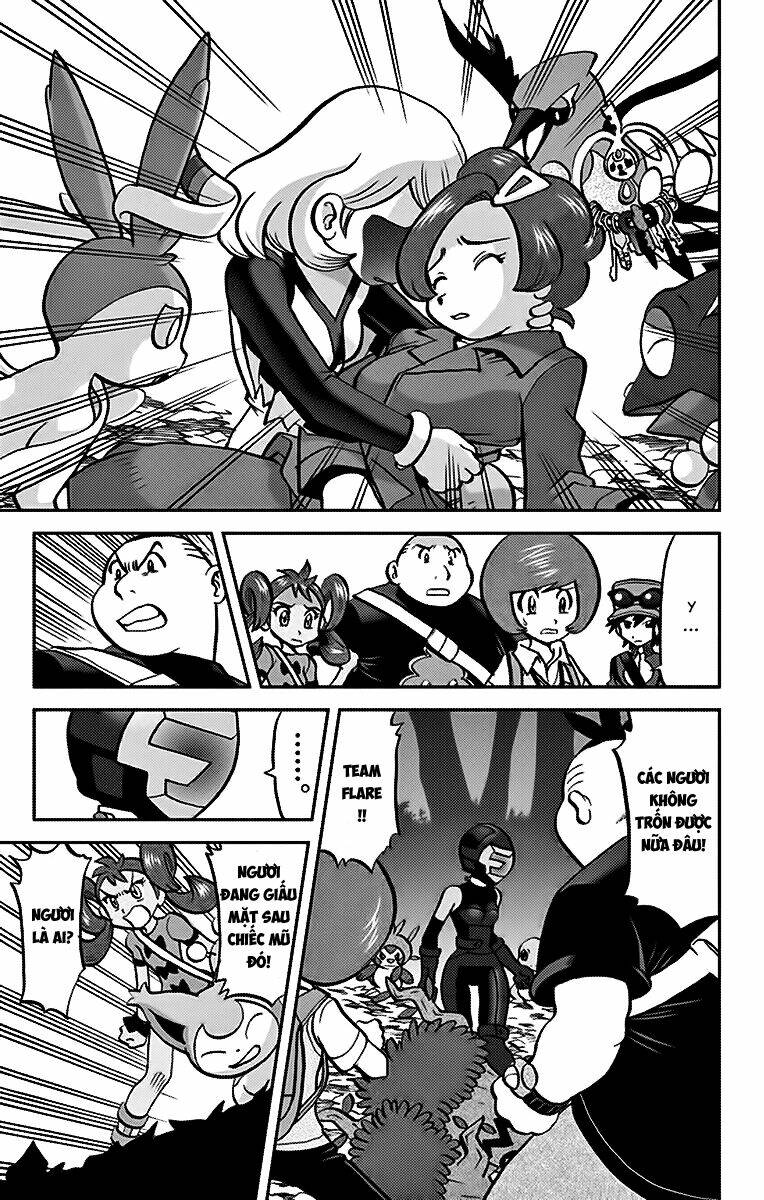 Y
...
CÁC NGƯƠI
KHÔNG
TRỐN ĐƯỢC
NỮA ĐÂU!
TEAM
FLARE
!!
......
NGƯƠI
ĐANG GIẤU
MẶT SAU
CHIẾC MŨ
ĐÓ!
NGƯƠI
LÀ AI?